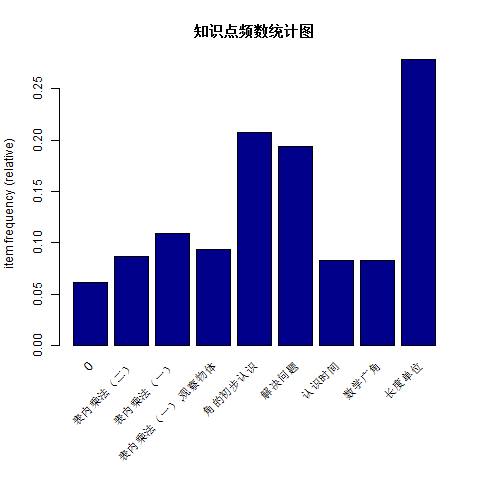 知识点频数统计图
item frequency (relative)
0.25
0.20
0.15
0.10
0.05
0.00
0
表内乘法（二）
表内乘法（一）
表内乘法（一）,观察物体
角的初步认识
解决问题
认识时间
数学广角
长度单位